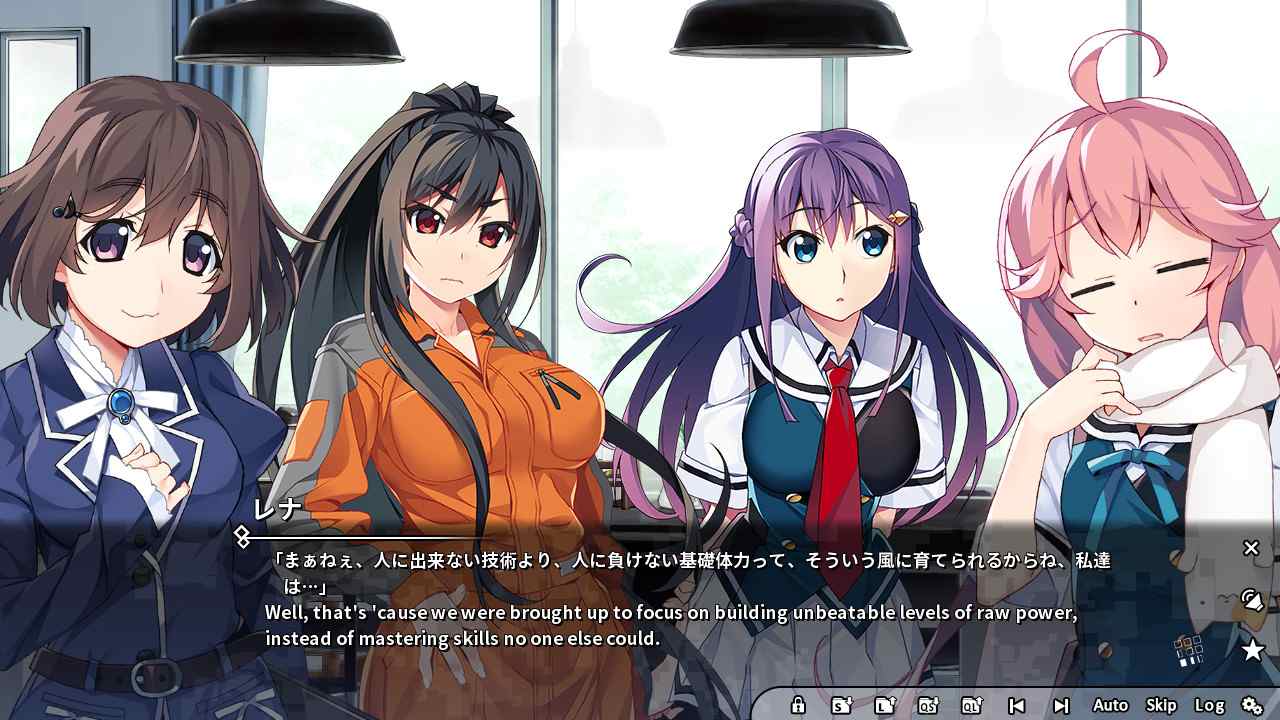 レナ
「まぁねぇ、人に出来ない技術より、人に負けない基礎体力って、そういう風に育てられるからね、私達
は…」
Well, that's 'cause we were brought up to focus on building unbeatable levels of raw power,
instead of mastering skills no one else could.
S L QS QL Auto Skip Log